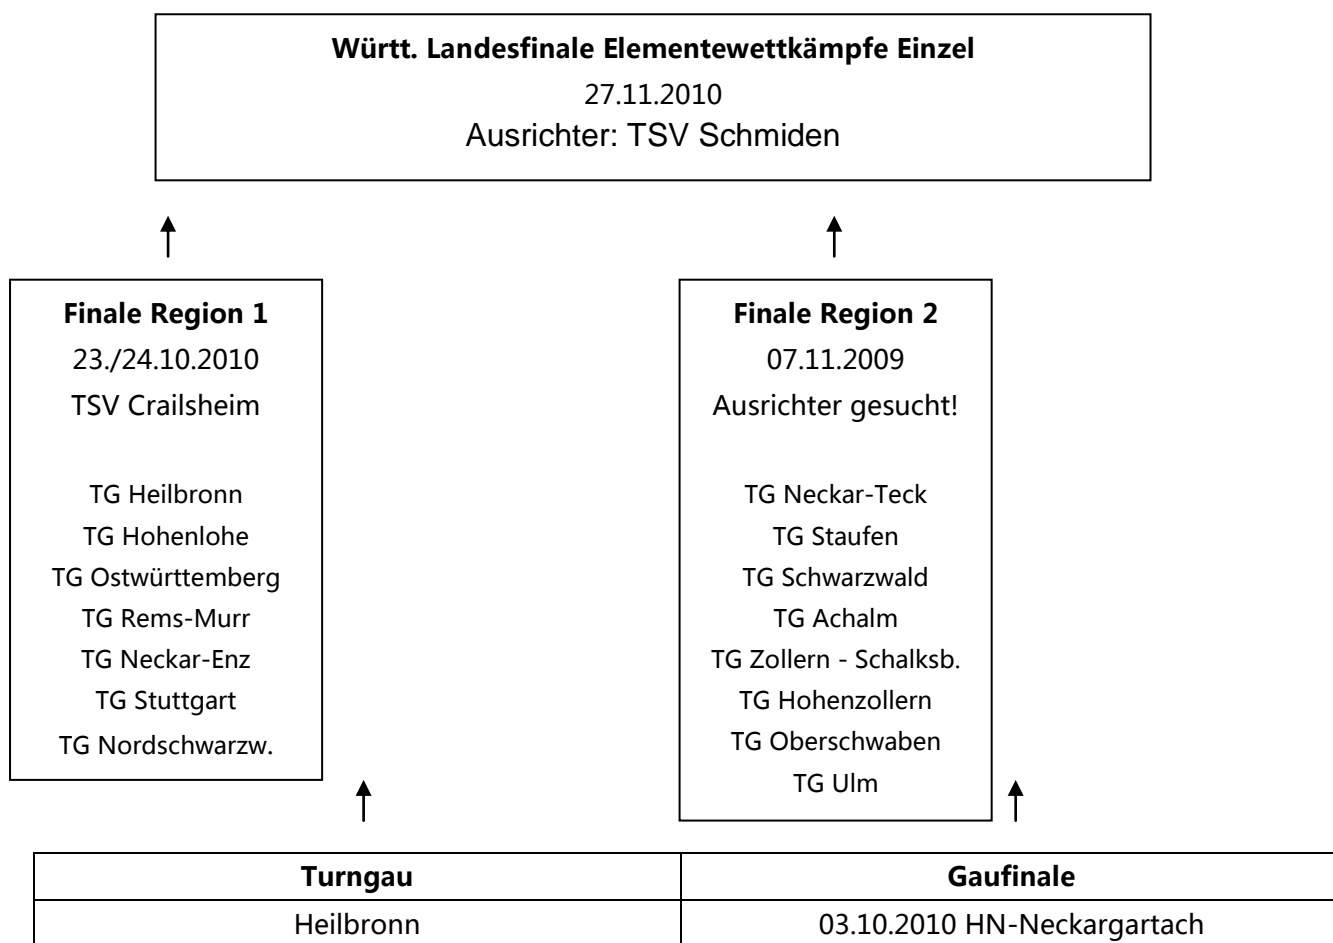 Württ. Landesfinale Elementewettkämpfe Einzel
27.11.2010
Ausrichter: TSV Schmiden
Finale Region 1
23./24.10.2010
TSV Crailsheim
TG Heilbronn
TG Hohenlohe
TG Ostwürttemberg
TG Rems-Murr
TG Neckar-Enz
TG Stuttgart
TG Nordschwarzw.
Finale Region 2
07.11.2009
Ausrichter gesucht!
TG Neckar-Teck
TG Staufen
TG Schwarzwald
TG Achalm
TG Zollern - Schalksb.
TG Hohenzollern
TG Oberschwaben
TG Ulm
Turngau Gaufinale
Heilbronn 03.10.2010 HN-Neckargartach